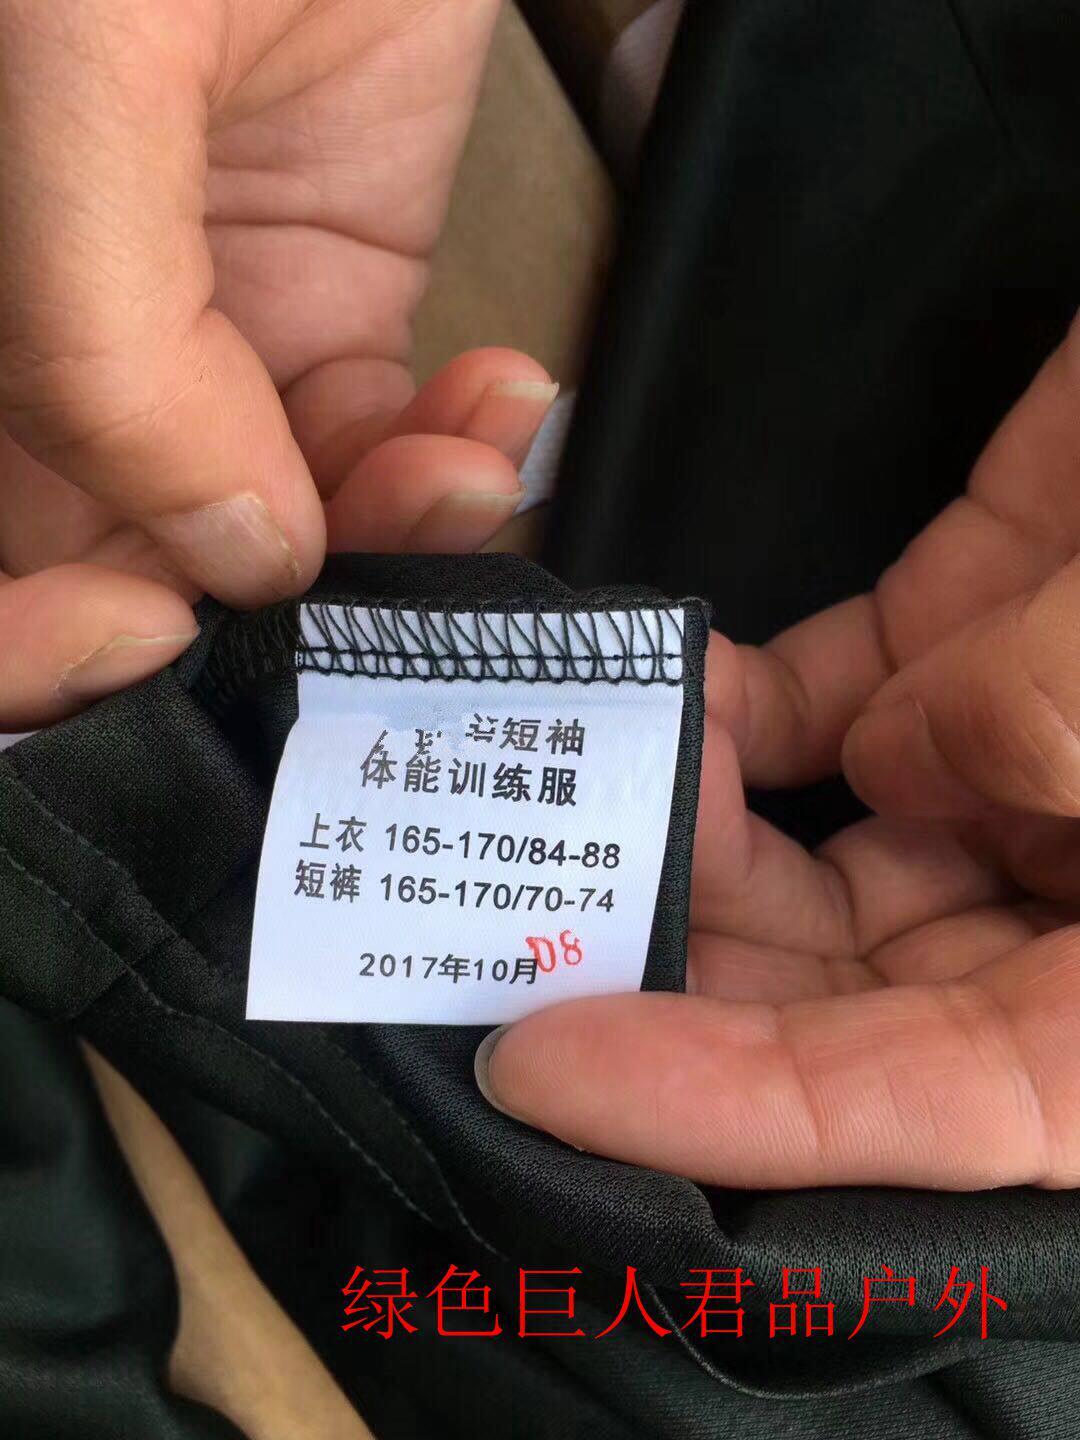 短袖
体能训练服
上衣 165-170/84-88
短裤 165-170/70-74
2017年10月 08
绿色巨人君品户外